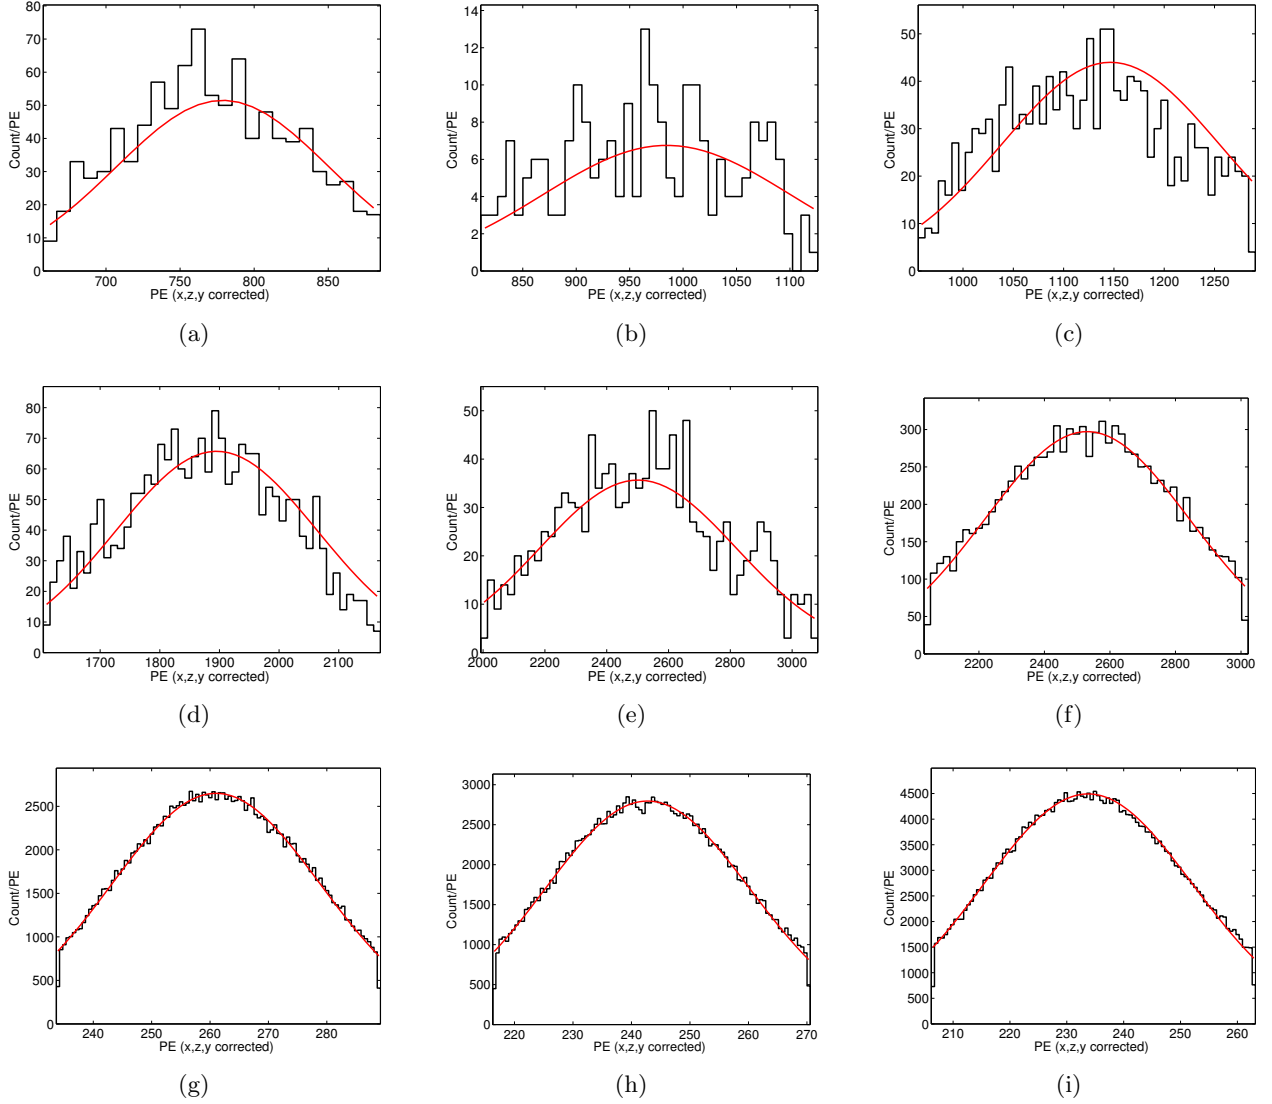 80
70
60
50
40
30
20
10
0
Count/PE
700 750 800 850
PE (x,z,y corrected)
(a)
14
12
10
8
6
4
2
0
Count/PE
850 900 950 1000 1050 1100
PE (x,z,y corrected)
(b)
50
40
30
20
10
0
Count/PE
1000 1050 1100 1150 1200 1250
PE (x,z,y corrected)
(c)
80
70
60
50
40
30
20
10
0
Count/PE
1700 1800 1900 2000 2100
PE (x,z,y corrected)
(d)
50
40
30
20
10
0
Count/PE
2000 2200 2400 2600 2800 3000
PE (x,z,y corrected)
(e)
300
250
200
150
100
50
0
Count/PE
2200 2400 2600 2800 3000
PE (x,z,y corrected)
(f)
2500
2000
1500
1000
500
0
Count/PE
240 250 260 270 280
PE (x,z,y corrected)
(g)
3000
2500
2000
1500
1000
500
0
Count/PE
220 230 240 250 260 270
PE (x,z,y corrected)
(h)
4500
4000
3500
3000
2500
2000
1500
1000
500
0
Count/PE
210 220 230 240 250 260
PE (x,z,y corrected)
(i)